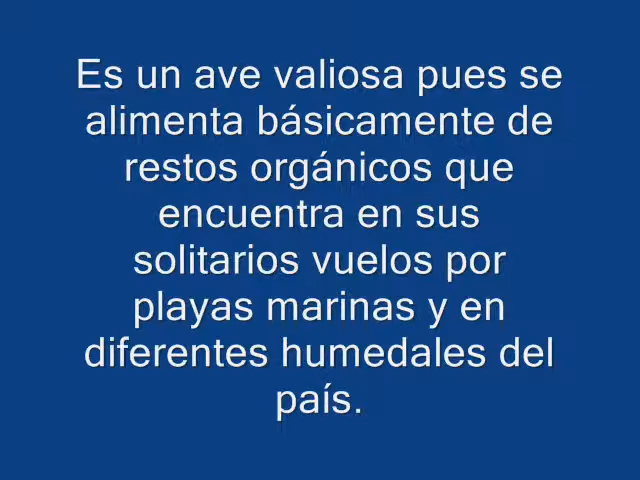 Es un ave valiosa pues se
alimenta básicamente de
restos orgánicos que
encuentra en sus
solitarios vuelos por
playas marinas y en
diferentes humedales del
país.